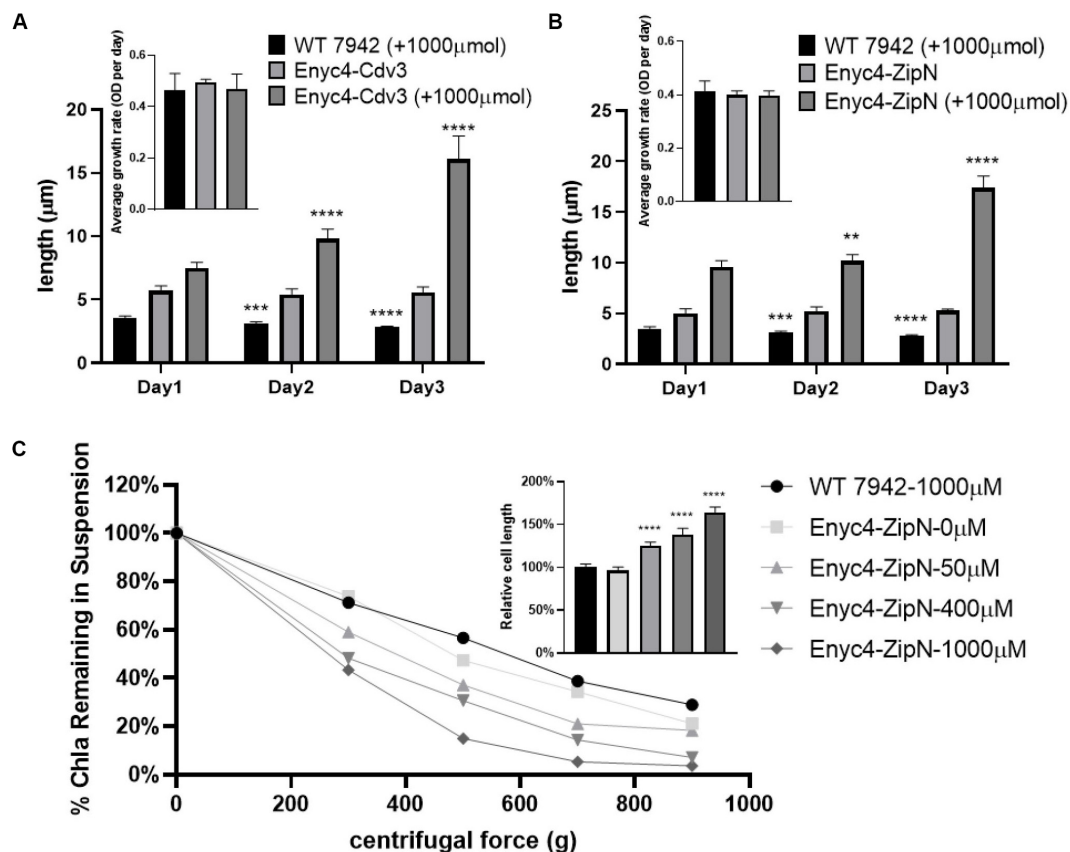 A
WT 7942 (+1000μmol)
Enyc4-Cdv3
Enyc4-Cdv3 (+1000μmol)
Average growth rate (OD per day)
0.6
0.4
0.2
0.0
length (μm)
20
15
10
5
0
***
****
****
****
Day1 Day2 Day3
B
WT 7942 (+1000μmol)
Enyc4-ZipN
Enyc4-ZipN (+1000μmol)
Average growth rate (OD per day)
0.6
0.4
0.2
0.0
length (μm)
25
20
15
10
5
0
***
**
****
****
Day1 Day2 Day3
C
% Chla Remaining in Suspension
120%
100%
80%
60%
40%
20%
0%
0 200 400 600 800 1000
centrifugal force (g)
Relative cell length
200%
150%
100%
50%
0%
**** **** ****
WT 7942-1000μM
Enyc4-ZipN-0μM
Enyc4-ZipN-50μM
Enyc4-ZipN-400μM
Enyc4-ZipN-1000μM